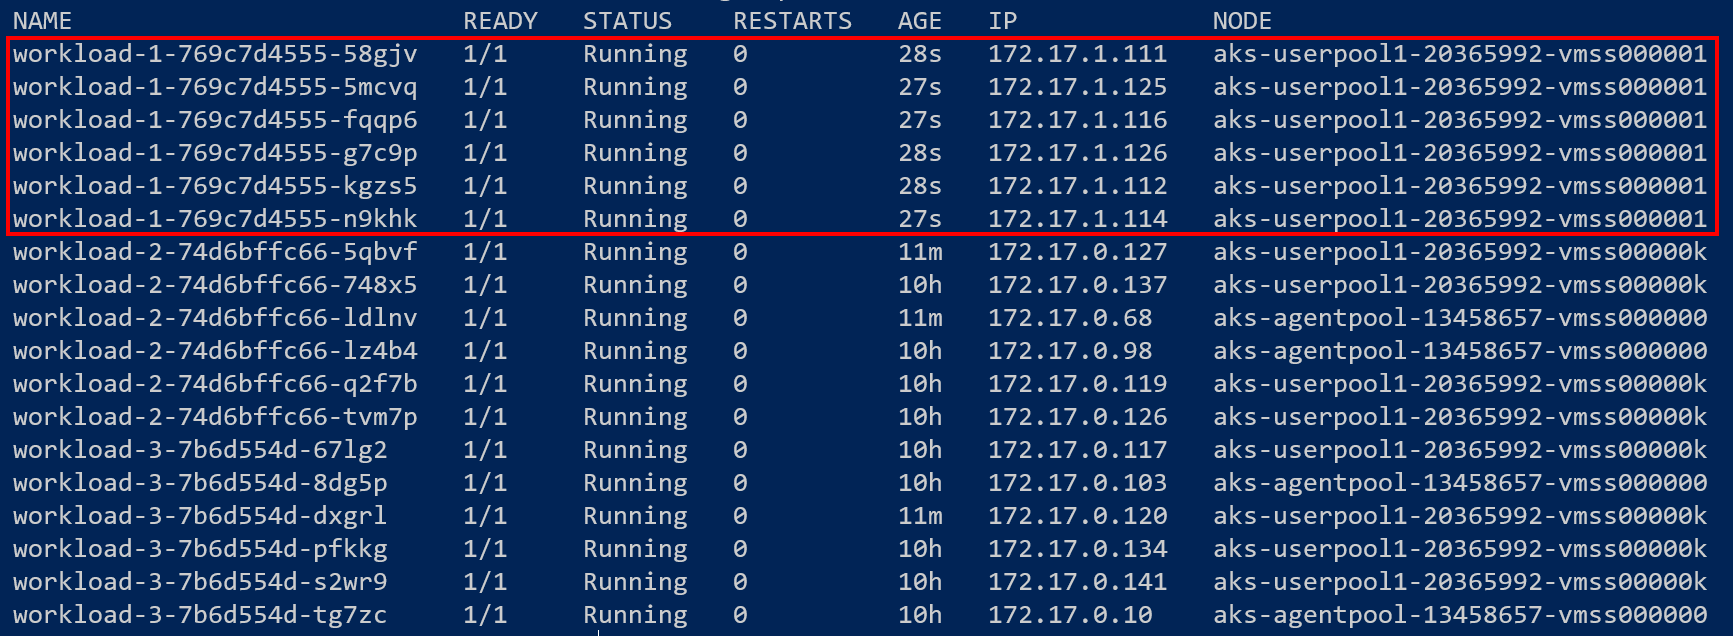 NAME READY STATUS RESTARTS AGE IP NODE
workload-1-769c7d4555-58gjv 1/1 Running 0 28s 172.17.1.111 aks-userpool1-20365992-vmss000001
workload-1-769c7d4555-5mcvq 1/1 Running 0 27s 172.17.1.125 aks-userpool1-20365992-vmss000001
workload-1-769c7d4555-fqqp6 1/1 Running 0 27s 172.17.1.116 aks-userpool1-20365992-vmss000001
workload-1-769c7d4555-g7c9p 1/1 Running 0 28s 172.17.1.126 aks-userpool1-20365992-vmss000001
workload-1-769c7d4555-kgzs5 1/1 Running 0 28s 172.17.1.112 aks-userpool1-20365992-vmss000001
workload-1-769c7d4555-n9khk 1/1 Running 0 27s 172.17.1.114 aks-userpool1-20365992-vmss000001
workload-2-74d6bffc66-5qbvf 1/1 Running 0 11m 172.17.0.127 aks-userpool1-20365992-vmss00000k
workload-2-74d6bffc66-748x5 1/1 Running 0 10h 172.17.0.137 aks-userpool1-20365992-vmss00000k
workload-2-74d6bffc66-ldlnv 1/1 Running 0 11m 172.17.0.68 aks-agentpool-13458657-vmss000000
workload-2-74d6bffc66-lz4b4 1/1 Running 0 10h 172.17.0.98 aks-agentpool-13458657-vmss000000
workload-2-74d6bffc66-q2f7b 1/1 Running 0 10h 172.17.0.119 aks-userpool1-20365992-vmss00000k
workload-2-74d6bffc66-tvm7p 1/1 Running 0 10h 172.17.0.126 aks-userpool1-20365992-vmss00000k
workload-3-7b6d554d-67lg2 1/1 Running 0 10h 172.17.0.117 aks-userpool1-20365992-vmss00000k
workload-3-7b6d554d-8dg5p 1/1 Running 0 10h 172.17.0.103 aks-agentpool-13458657-vmss000000
workload-3-7b6d554d-dxgrl 1/1 Running 0 11m 172.17.0.120 aks-userpool1-20365992-vmss00000k
workload-3-7b6d554d-pfkkg 1/1 Running 0 10h 172.17.0.134 aks-userpool1-20365992-vmss00000k
workload-3-7b6d554d-s2wr9 1/1 Running 0 10h 172.17.0.141 aks-userpool1-20365992-vmss00000k
workload-3-7b6d554d-tg7zc 1/1 Running 0 10h 172.17.0.10 aks-agentpool-13458657-vmss000000